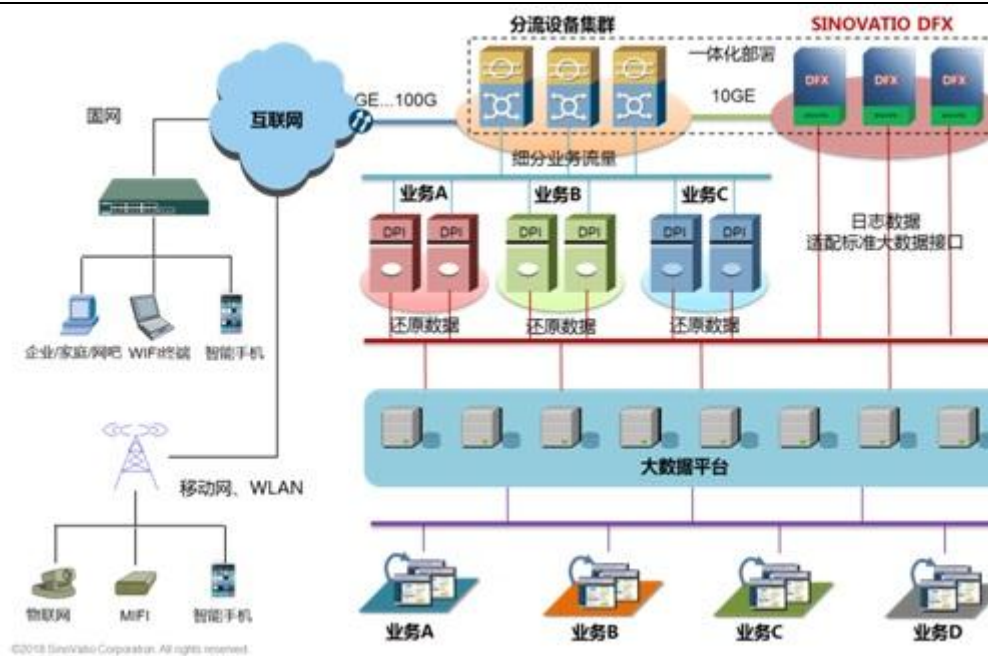 分流设备集群
SINOVATIO DFX
一体化部署
DFX
DFX
DFX
固网
互联网
GE...100G
10GE
细分业务流量
业务A
业务B
业务C
DPI
DPI
DPI
DPI
DPI
DPI
日志数据
适配标准大数据接口
还原数据
还原数据
还原数据
企业/家庭/网吧
WIFI终端
智能手机
大数据平台
移动网、WLAN
物联网
MIFI
智能手机
业务A
业务B
业务C
业务D
©2018 SinoVatio Corporation. All rights reserved.